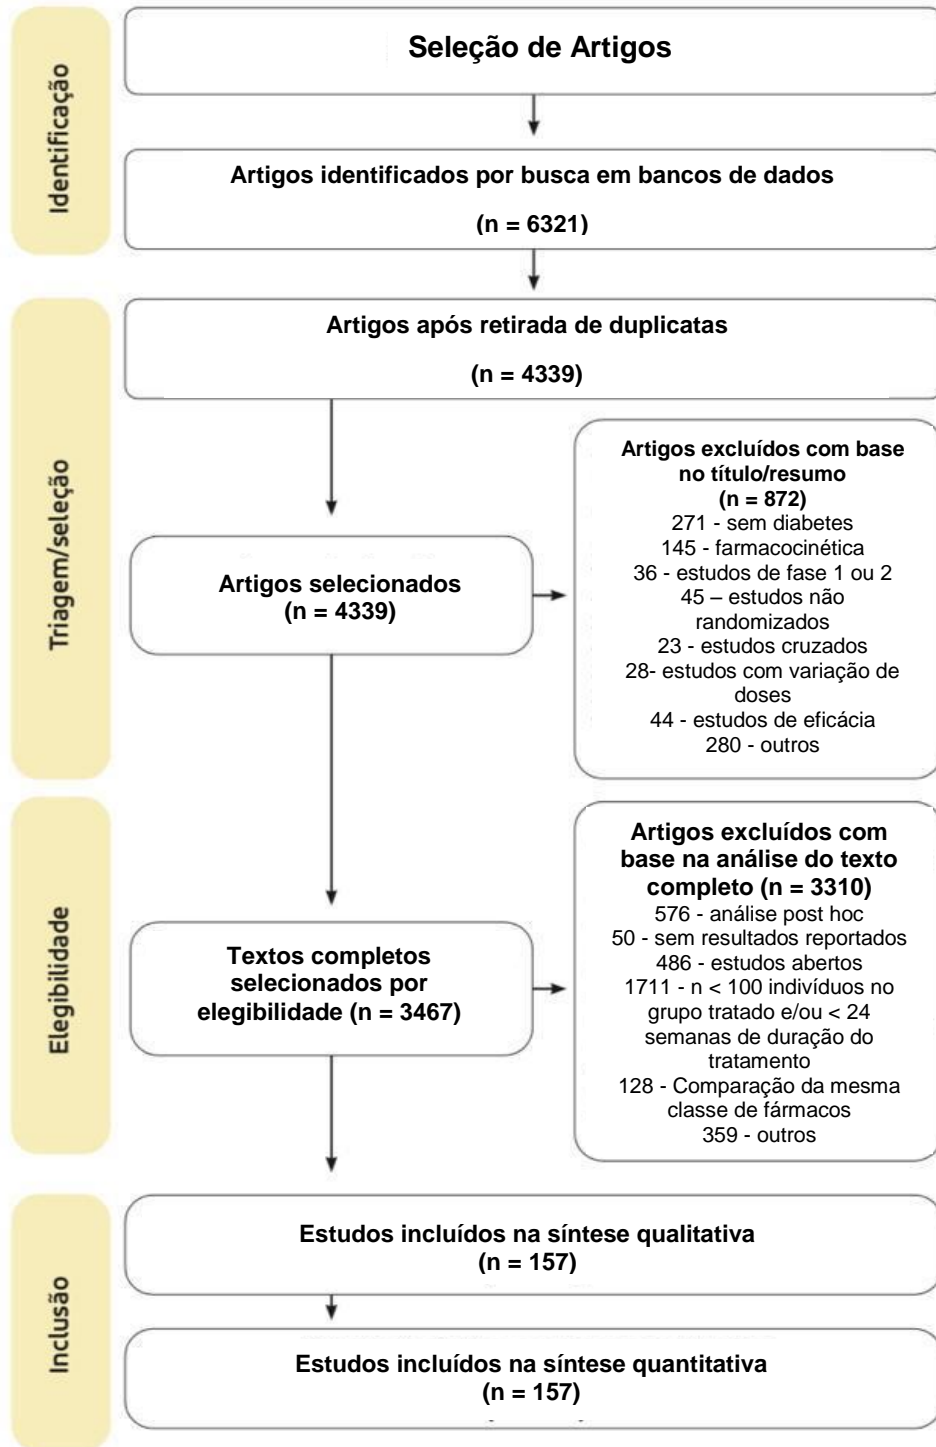 Identificação
Seleção de Artigos
Artigos identificados por busca em bancos de dados
(n = 6321)
Triagem/seleção
Artigos após retirada de duplicatas
(n = 4339)
Artigos selecionados
(n = 4339)
Artigos excluídos com base
no título/resumo
(n = 872)
271 - sem diabetes
145 - farmacocinética
36 - estudos de fase 1 ou 2
45 – estudos não
randomizados
23 - estudos cruzados
28- estudos com variação de
doses
44 - estudos de eficácia
280 - outros
Elegibilidade
Textos completos
selecionados por
elegibilidade (n = 3467)
Artigos excluídos com
base na análise do texto
completo (n = 3310)
576 - análise post hoc
50 - sem resultados reportados
486 - estudos abertos
1711 - n < 100 indivíduos no
grupo tratado e/ou < 24
semanas de duração do
tratamento
128 - Comparação da mesma
classe de fármacos
359 - outros
Inclusão
Estudos incluídos na síntese qualitativa
(n = 157)
Estudos incluídos na síntese quantitativa
(n = 157)